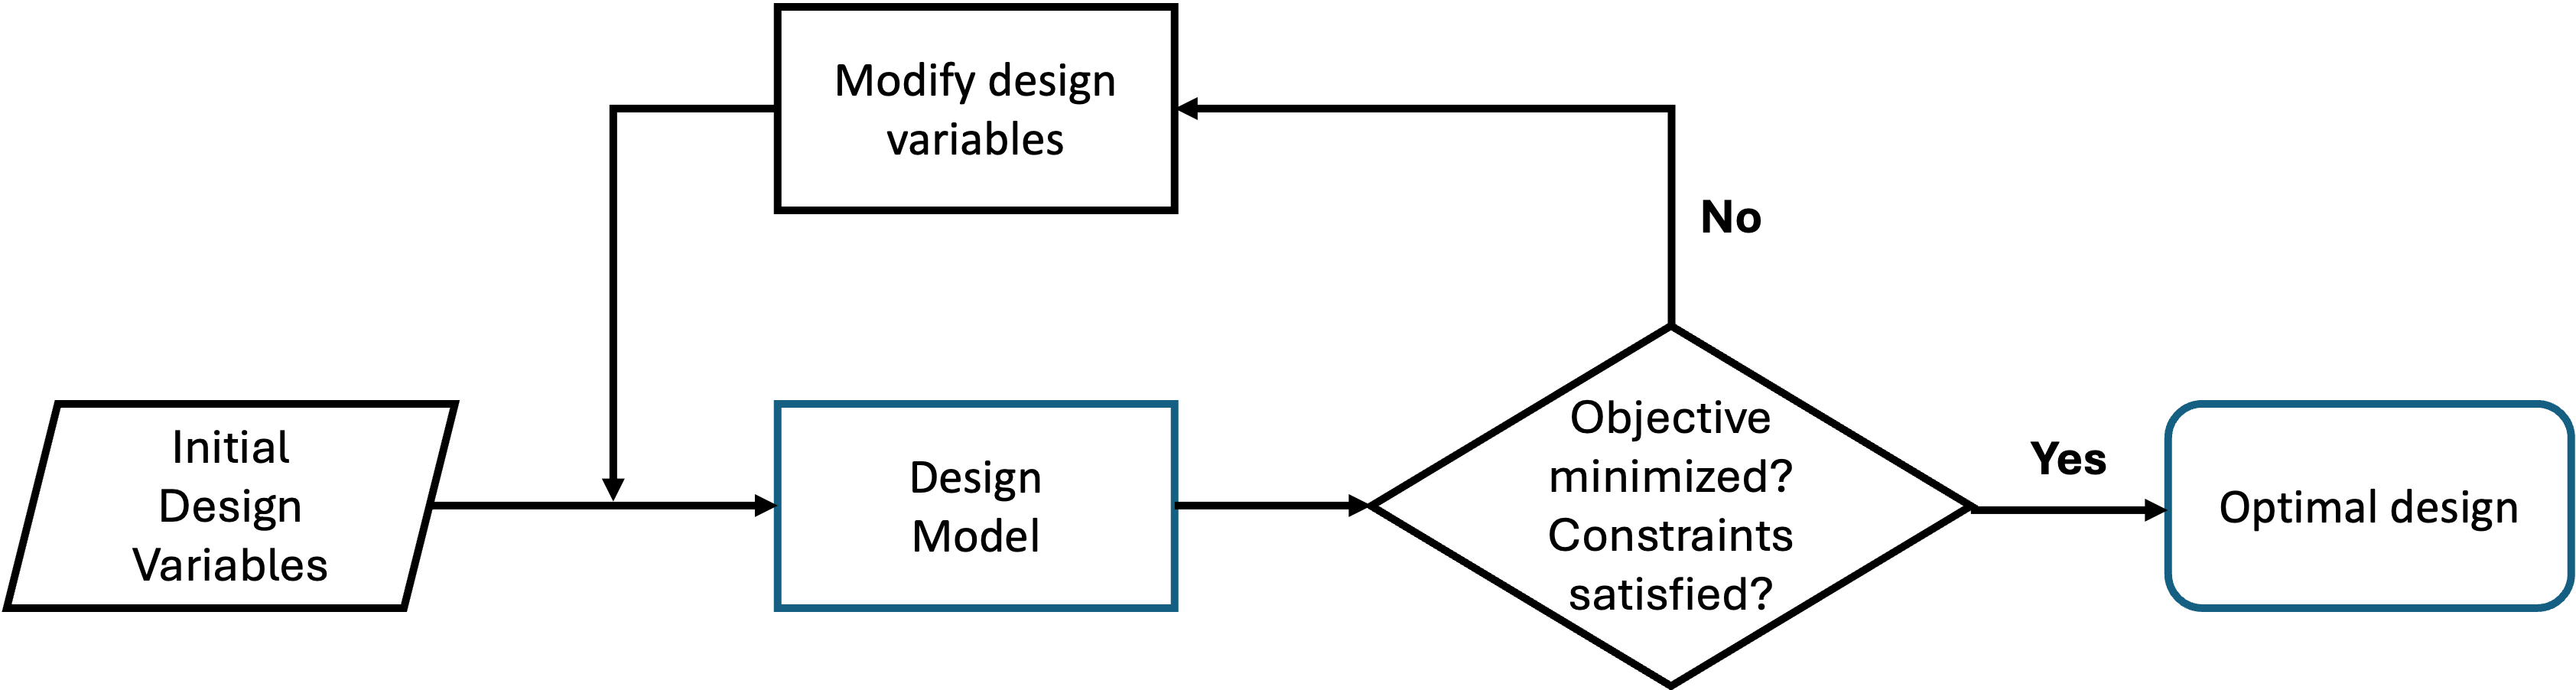 Modify design
variables
No
Initial
Design
Variables
Design
Model
Objective
minimized?
Constraints
satisfied?
Yes
Optimal design